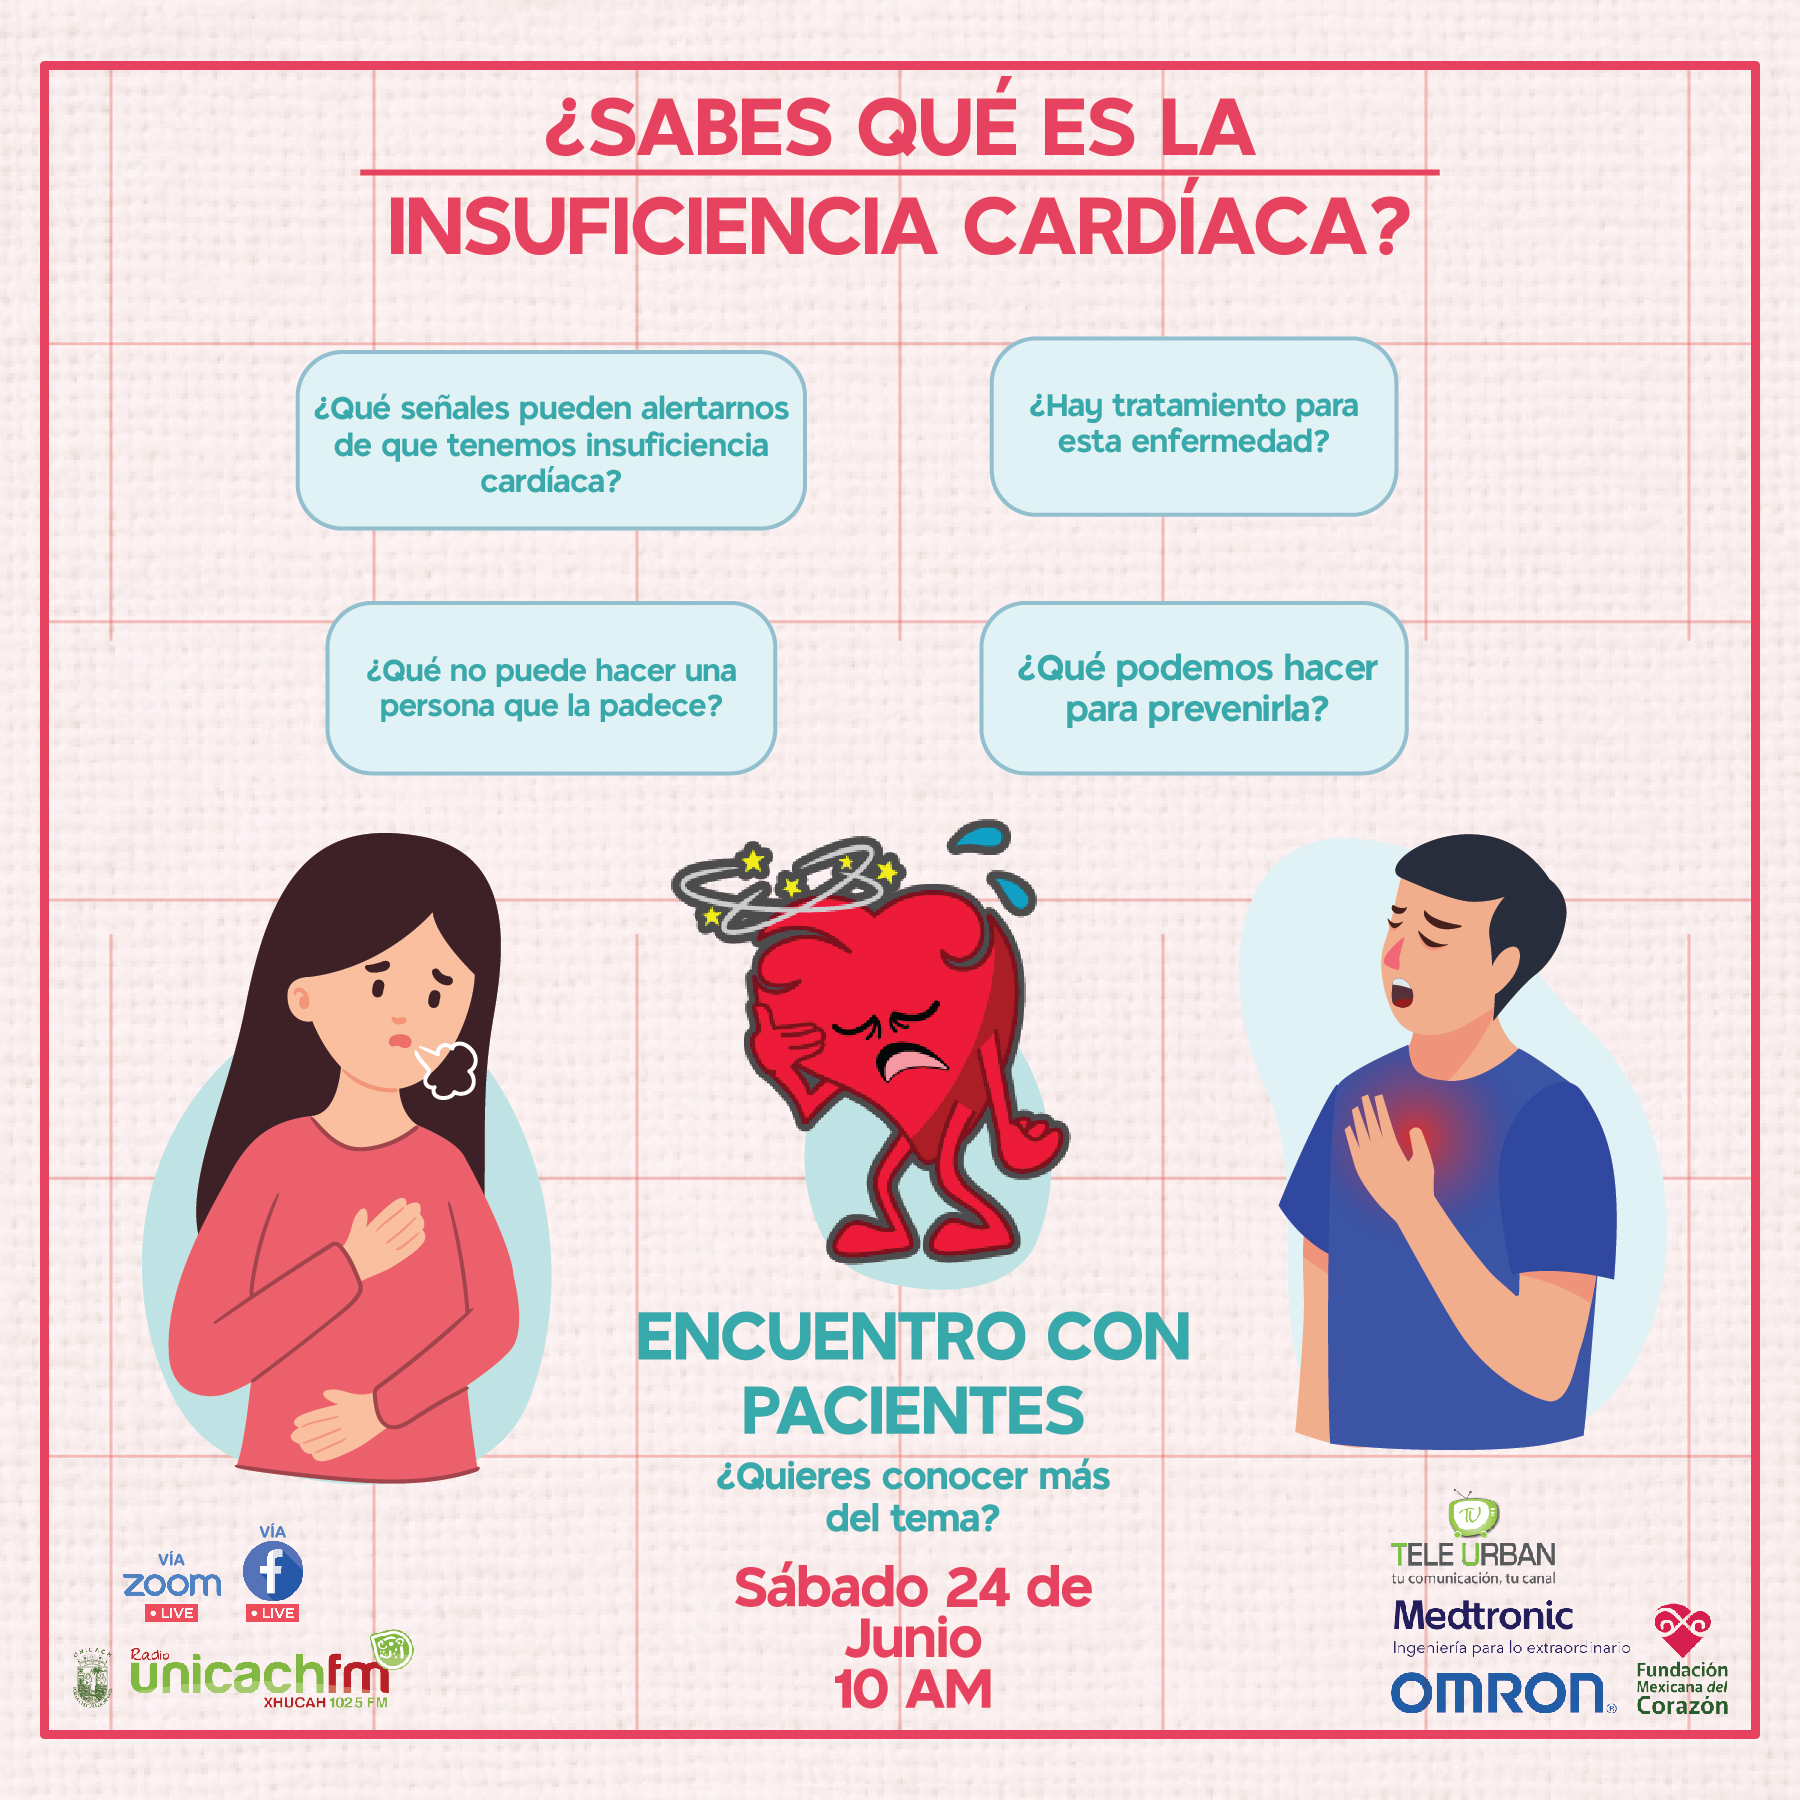 ¿SABES QUÉ ES LA
INSUFICIENCIA CARDÍACA?
¿Qué señales pueden alertarnos
de que tenemos insuficiencia
cardíaca?
¿Hay tratamiento para
esta enfermedad?
¿Qué no puede hacer una
persona que la padece?
¿Qué podemos hacer
para prevenirla?
ENCUENTRO CON
PACIENTES
¿Quieres conocer más
del tema?
Sábado 24 de
Junio
10 AM
VÍA
zoom
• LIVE
VÍA
f
• LIVE
UNICACH
Radio
unicachfm
XHUCAH 102.5 FM
TV
TELE URBAN
tu comunicación, tu canal
Medtronic
Ingeniería para lo extraordinario
OMRON®
Fundación
Mexicana del
Corazón